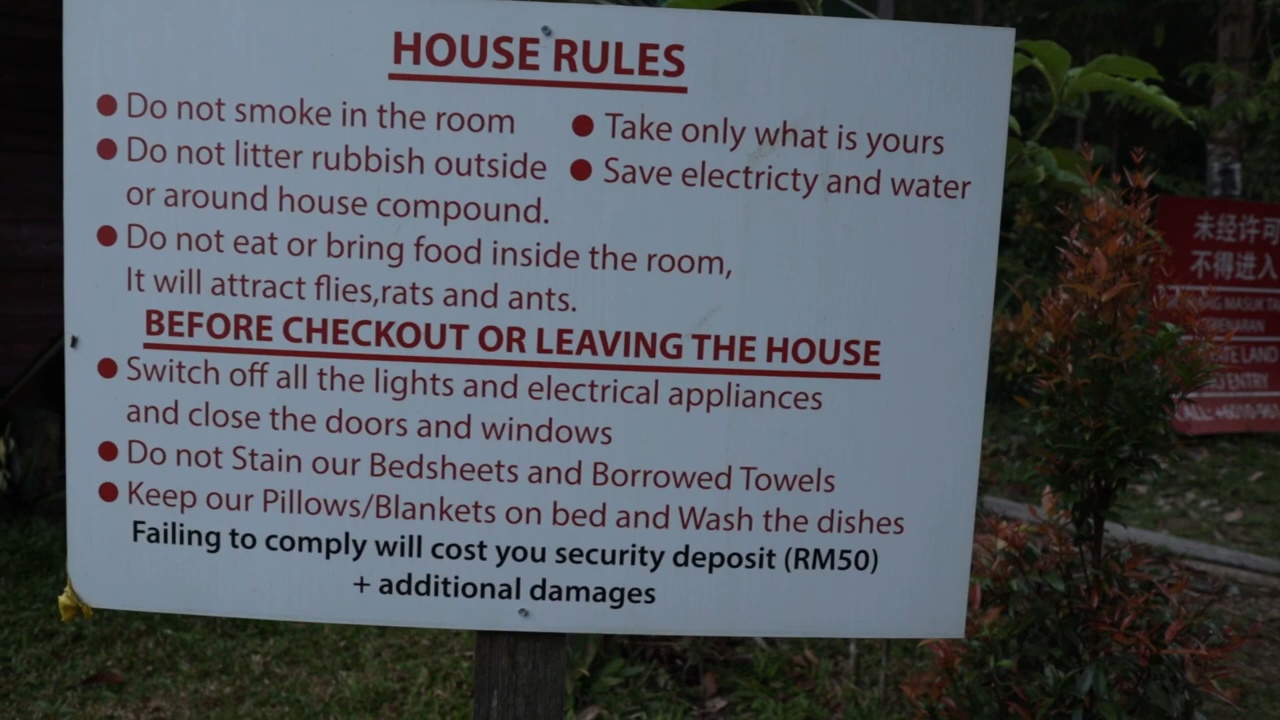 HOUSE RULES
● Do not smoke in the room
● Do not litter rubbish outside
or around house compound.
● Take only what is yours
● Save electricty and water
● Do not eat or bring food inside the room,
It will attract flies,rats and ants.
BEFORE CHECKOUT OR LEAVING THE HOUSE
● Switch off all the lights and electrical appliances
and close the doors and windows
● Do not Stain our Bedsheets and Borrowed Towels
● Keep our Pillows/Blankets on bed and Wash the dishes
Failing to comply will cost you security deposit (RM50)
+ additional damages
未经许可
不得进入
MASUK
LAND
ENTRY